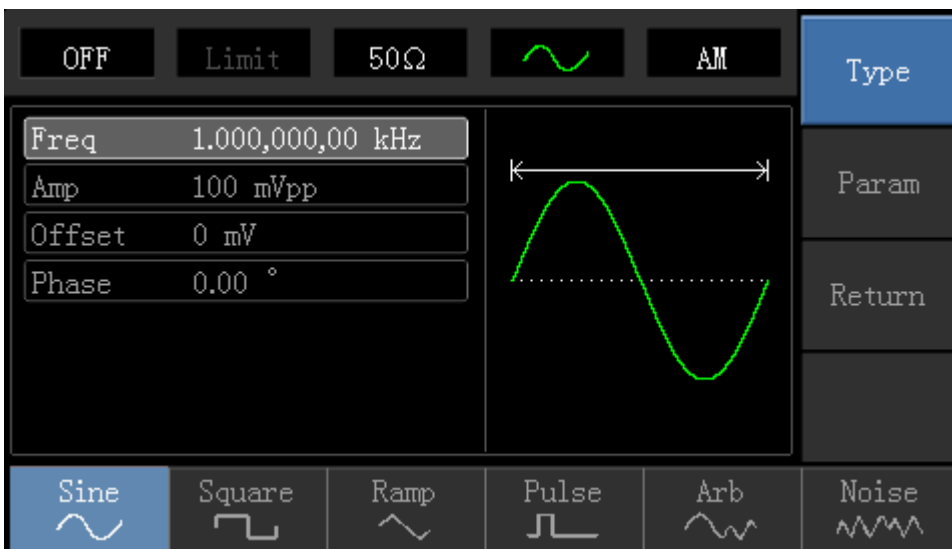 OFF Limit 50Ω AM
Type
Freq 1.000,000,00 kHz
Amp 100 mVpp
Param
Offset 0 mV
Phase 0.00 °
Return
Sine Square Ramp Pulse Arb Noise